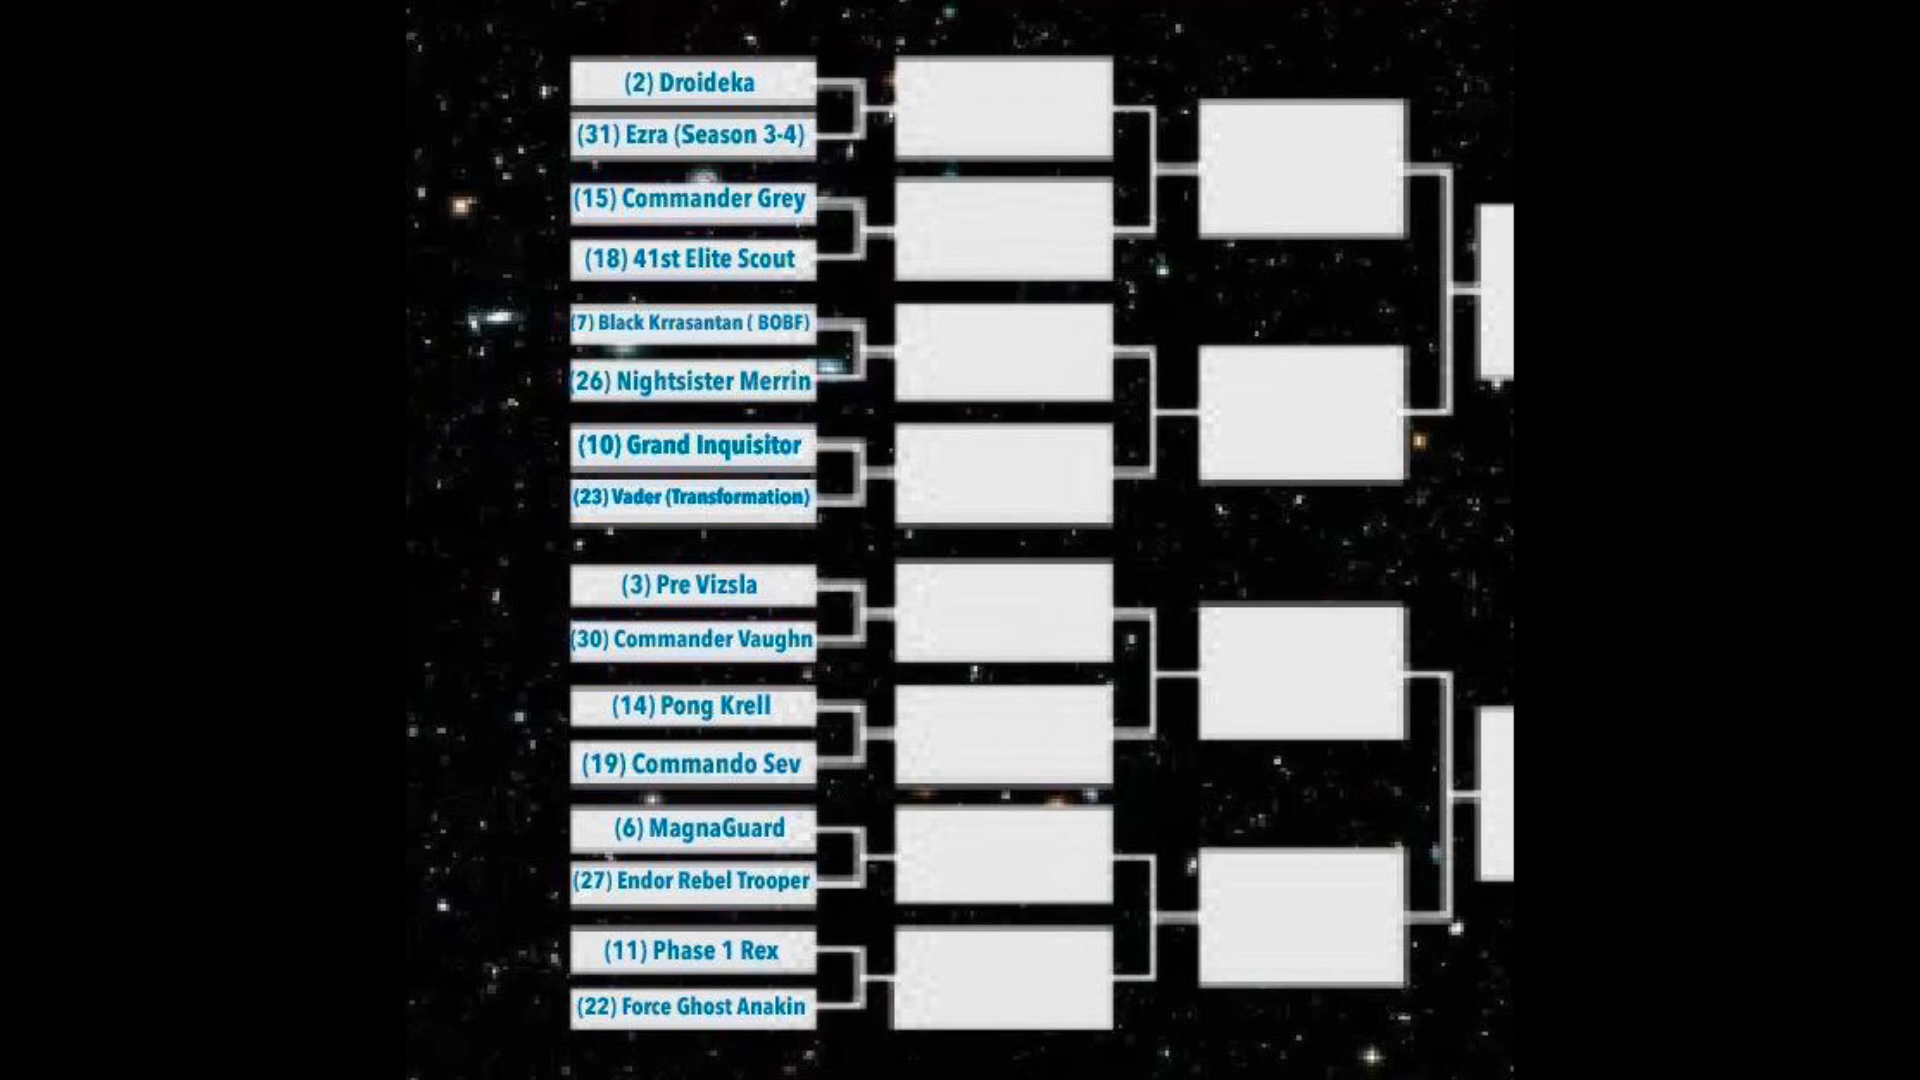 (2) Droideka
(31) Ezra (Season 3-4)
(15) Commander Grey
(18) 41st Elite Scout
(7) Black Krrasantan ( BOBF)
(26) Nightsister Merrin
(10) Grand Inquisitor
(23) Vader (Transformation)
(3) Pre Vizsla
(30) Commander Vaughn
(14) Pong Krell
(19) Commando Sev
(6) MagnaGuard
(27) Endor Rebel Trooper
(11) Phase 1 Rex
(22) Force Ghost Anakin